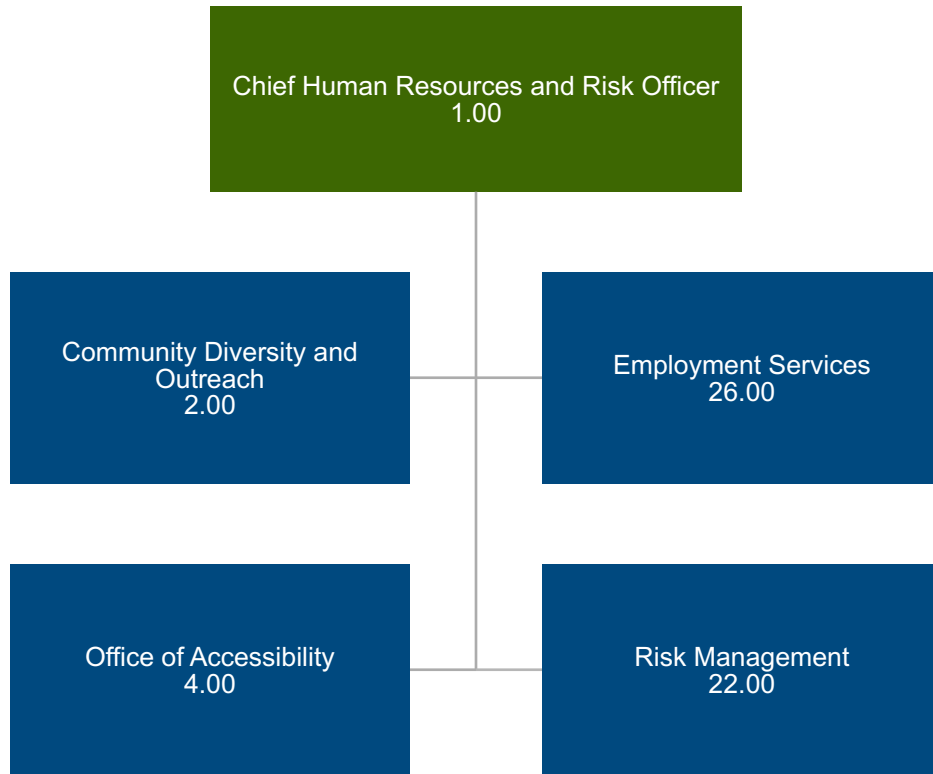 Chief Human Resources and Risk Officer
1.00
Community Diversity and
Outreach
2.00
Employment Services
26.00
Office of Accessibility
4.00
Risk Management
22.00